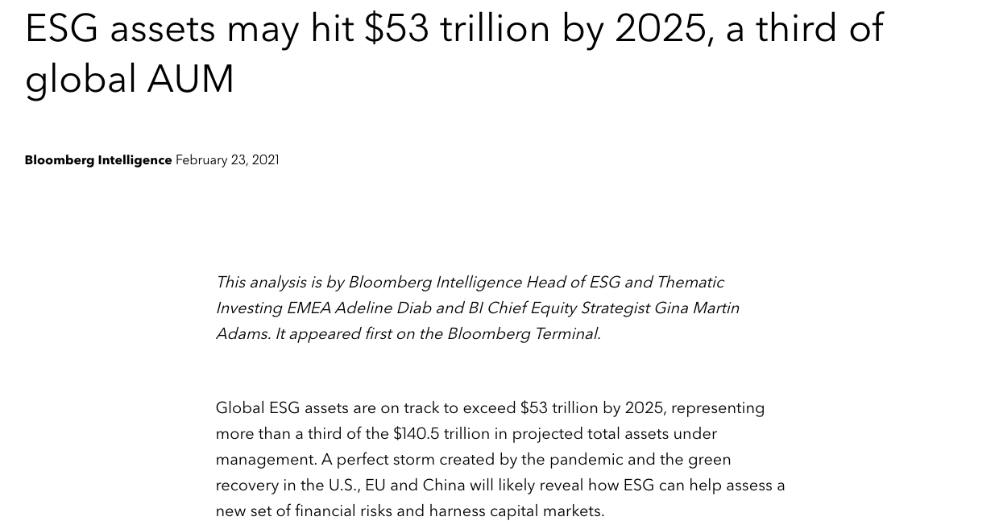 ESG assets may hit $53 trillion by 2025, a third of
global AUM
Bloomberg Intelligence February 23, 2021
This analysis is by Bloomberg Intelligence Head of ESG and Thematic
Investing EMEA Adeline Diab and BI Chief Equity Strategist Gina Martin
Adams. It appeared first on the Bloomberg Terminal.
Global ESG assets are on track to exceed $53 trillion by 2025, representing
more than a third of the $140.5 trillion in projected total assets under
management. A perfect storm created by the pandemic and the green
recovery in the U.S., EU and China will likely reveal how ESG can help assess a
new set of financial risks and harness capital markets.